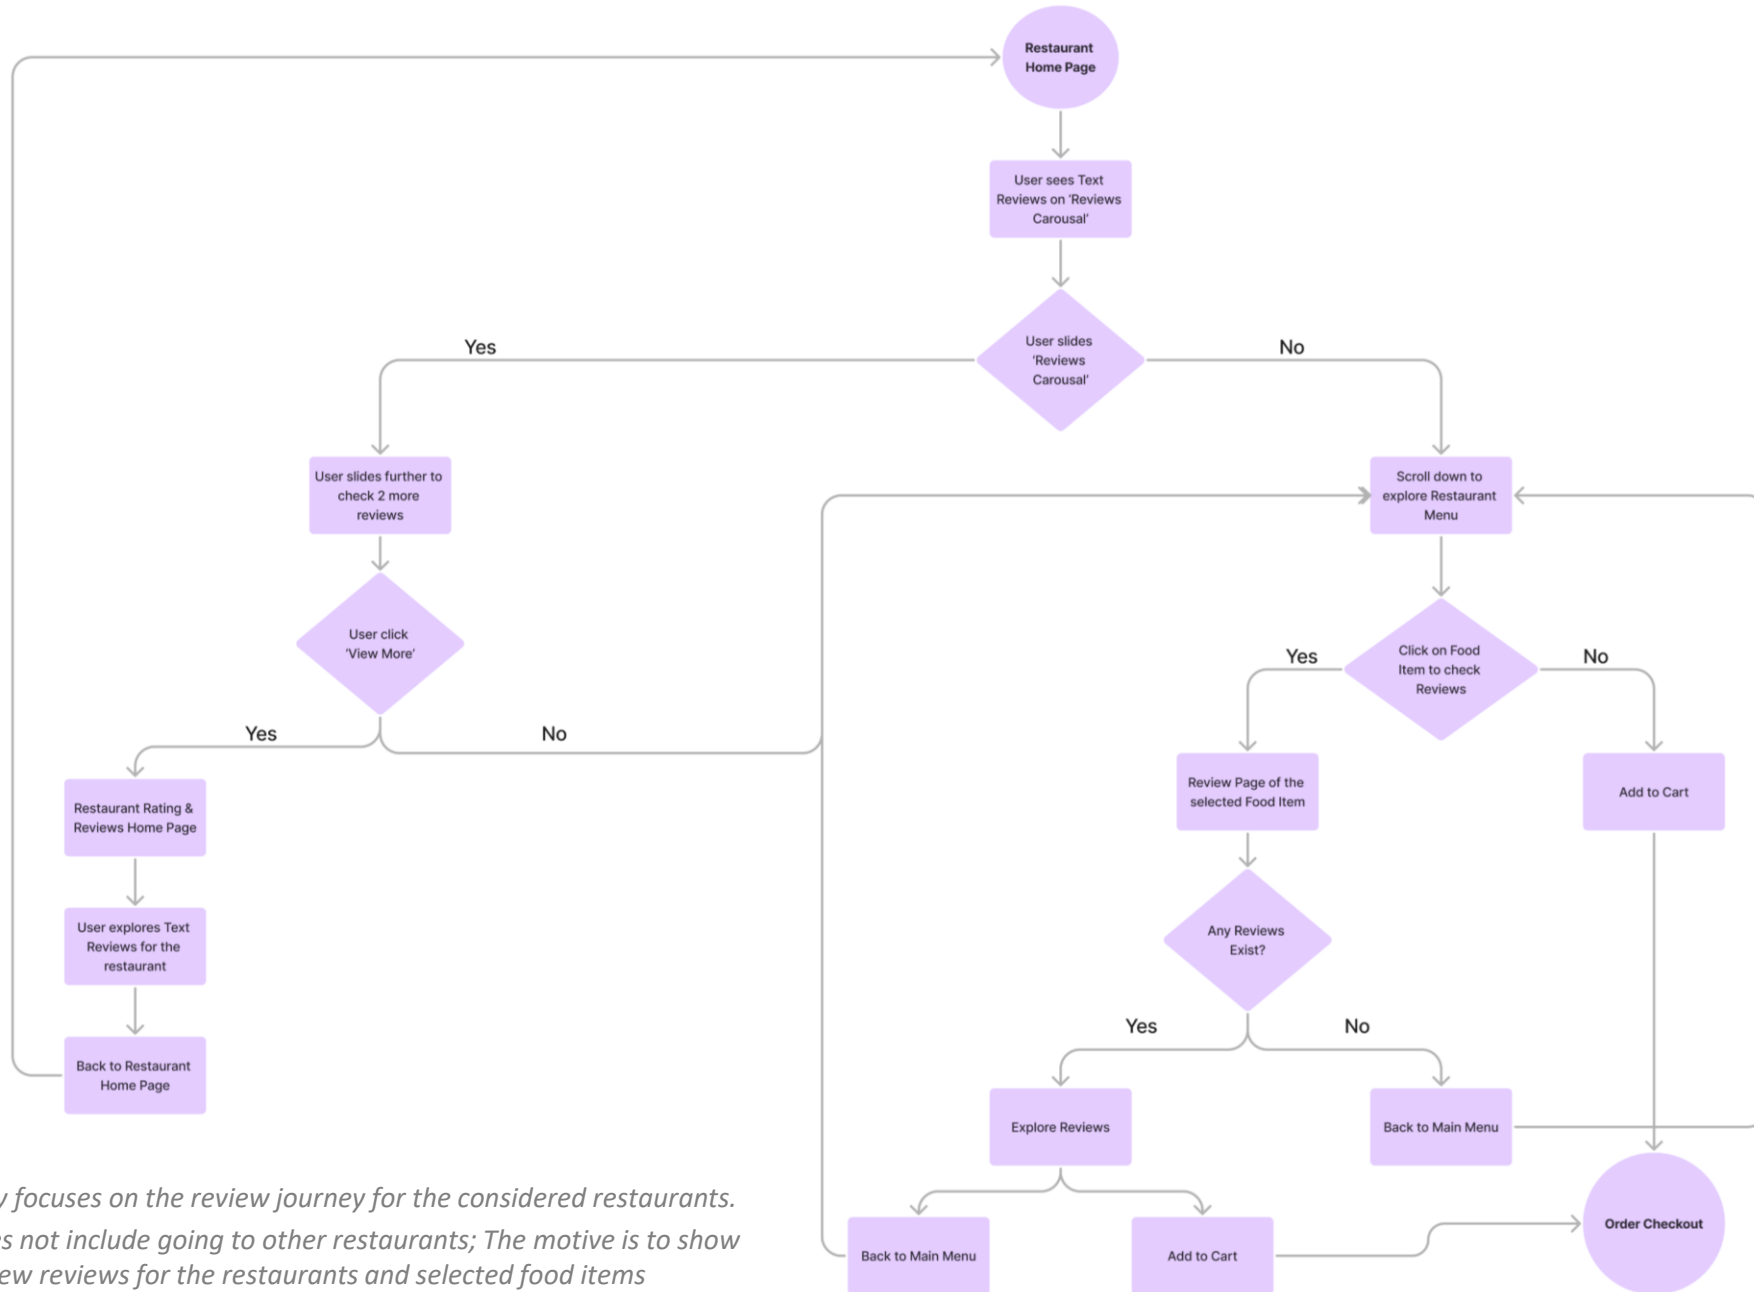 Restaurant
Home Page
User sees Text
Reviews on ‘Reviews
Carousal’
User slides
‘Reviews
Carousal’
Yes
No
User slides further to
check 2 more
reviews
Scroll down to
explore Restaurant
Menu
User click
‘View More’
Click on Food
Item to check
Reviews
Yes
No
Yes
No
Restaurant Rating &
Reviews Home Page
Review Page of the
selected Food Item
Add to Cart
User explores Text
Reviews for the
restaurant
Any Reviews
Exist?
Yes
No
Back to Restaurant
Home Page
Explore Reviews
Back to Main Menu
Back to Main Menu
Add to Cart
Order Checkout
focuses on the review journey for the considered restaurants.
not include going to other restaurants; The motive is to show
reviews for the restaurants and selected food items